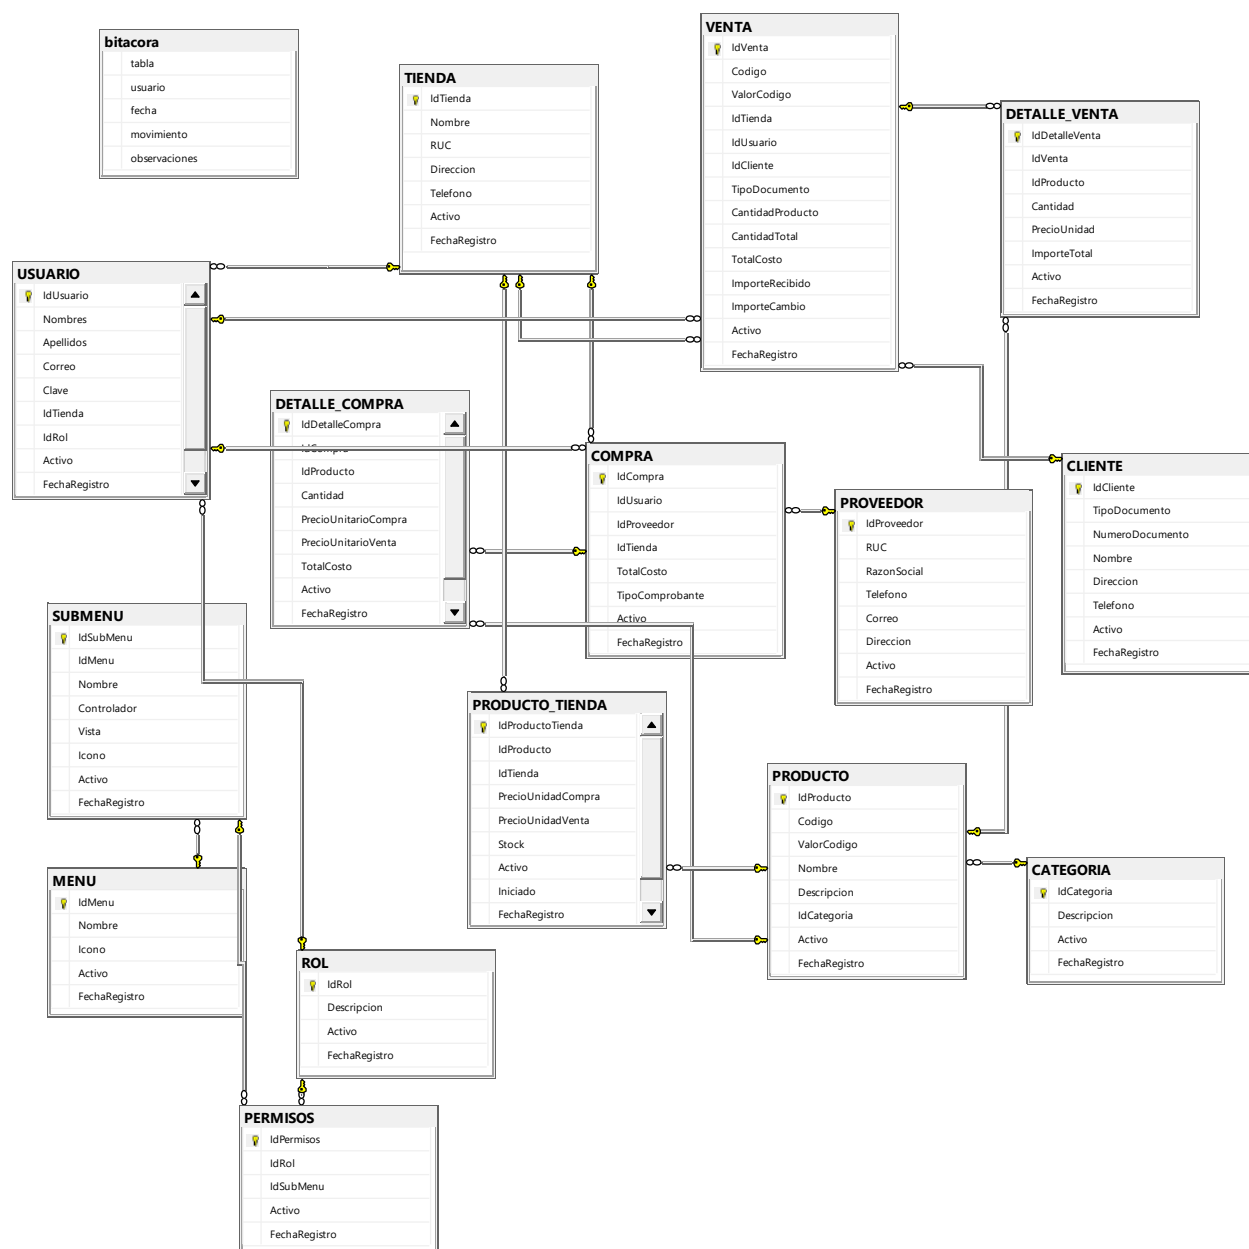 bitacora
tabla
usuario
fecha
movimiento
observaciones
TIENDA
IdTienda
Nombre
RUC
Direccion
Telefono
Activo
FechaRegistro
VENTA
IdVenta
Codigo
ValorCodigo
IdTienda
IdUsuario
IdCliente
TipoDocumento
CantidadProducto
CantidadTotal
TotalCosto
ImporteRecibido
ImporteCambio
Activo
FechaRegistro
DETALLE_VENTA
IdDetalleVenta
IdVenta
IdProducto
Cantidad
PrecioUnidad
ImporteTotal
Activo
FechaRegistro
USUARIO
IdUsuario
Nombres
Apellidos
Correo
Clave
IdTienda
IdRol
Activo
FechaRegistro
DETALLE_COMPRA
IdDetalleCompra
IdCompra
IdProducto
Cantidad
PrecioUnitarioCompra
PrecioUnitarioVenta
TotalCosto
Activo
FechaRegistro
COMPRA
IdCompra
IdUsuario
IdProveedor
IdTienda
TotalCosto
TipoComprobante
Activo
FechaRegistro
PROVEEDOR
IdProveedor
RUC
RazonSocial
Telefono
Correo
Direccion
Activo
FechaRegistro
CLIENTE
IdCliente
TipoDocumento
NumeroDocumento
Nombre
Direccion
Telefono
Activo
FechaRegistro
SUBMENU
IdSubMenu
IdMenu
Nombre
Controlador
Vista
Icono
Activo
FechaRegistro
PRODUCTO_TIENDA
IdProductoTienda
IdProducto
IdTienda
PrecioUnidadCompra
PrecioUnidadVenta
Stock
Activo
Iniciado
FechaRegistro
PRODUCTO
IdProducto
Codigo
ValorCodigo
Nombre
Descripcion
IdCategoria
Activo
FechaRegistro
CATEGORIA
IdCategoria
Descripcion
Activo
FechaRegistro
MENU
IdMenu
Nombre
Icono
Activo
FechaRegistro
ROL
IdRol
Descripcion
Activo
FechaRegistro
PERMISOS
IdPermisos
IdRol
IdSubMenu
Activo
FechaRegistro